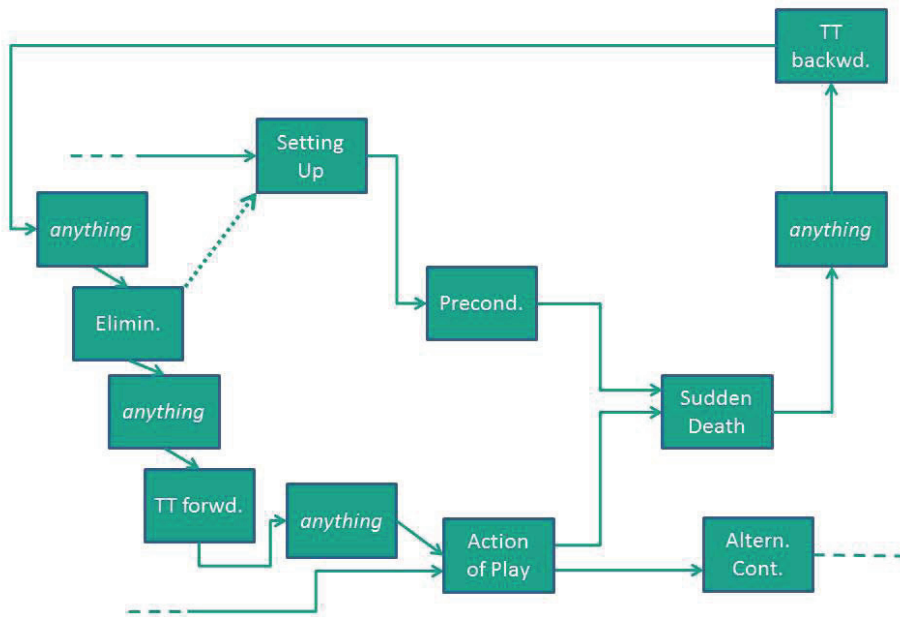 TT
backwd.
Setting
Up
anything
anything
Elimin.
Precond.
anything
Sudden
Death
TT forwd.
anything
Action
of Play
Altern.
Cont.